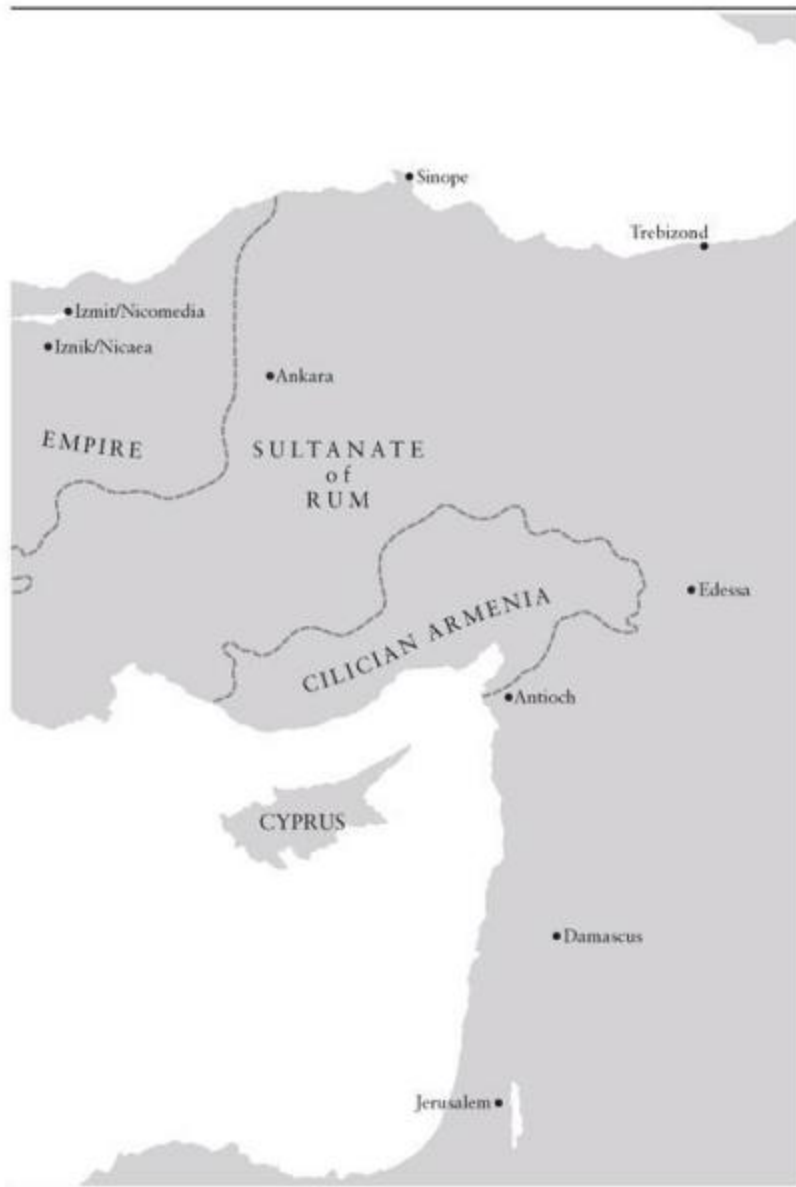 Sinope
Trebizond
Izmit/Nicomedia
Iznik/Nicaea
Ankara
EMPIRE
SULTANATE
of
RUM
CILICIAN ARMENIA
Edessa
Antioch
CYPRUS
Damascus
Jerusalem